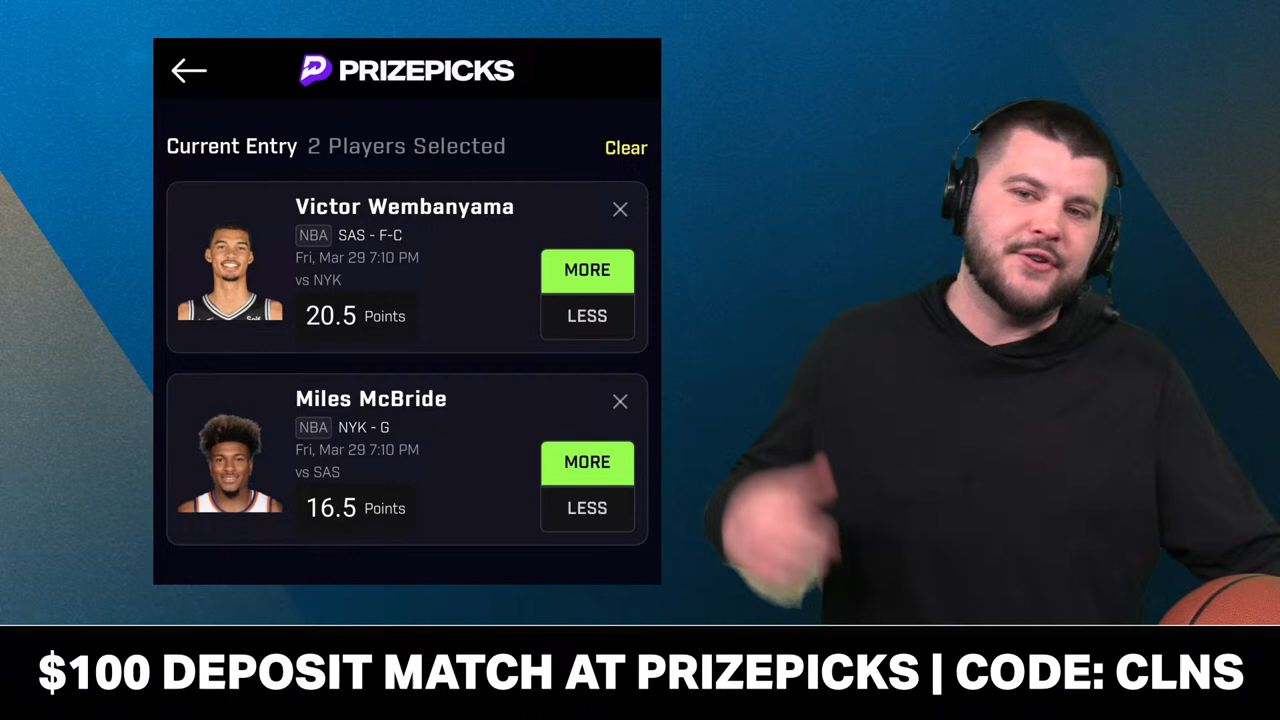 PRIZEPICKS
Current Entry 2 Players Selected Clear
Victor Wembanyama
NBA SAS - F-C
Fri, Mar 29 7:10 PM
vs NYK
20.5 Points
MORE
LESS
Miles McBride
NBA NYK - G
Fri, Mar 29 7:10 PM
vs SAS
16.5 Points
MORE
LESS
$100 DEPOSIT MATCH AT PRIZEPICKS | CODE: CLNS